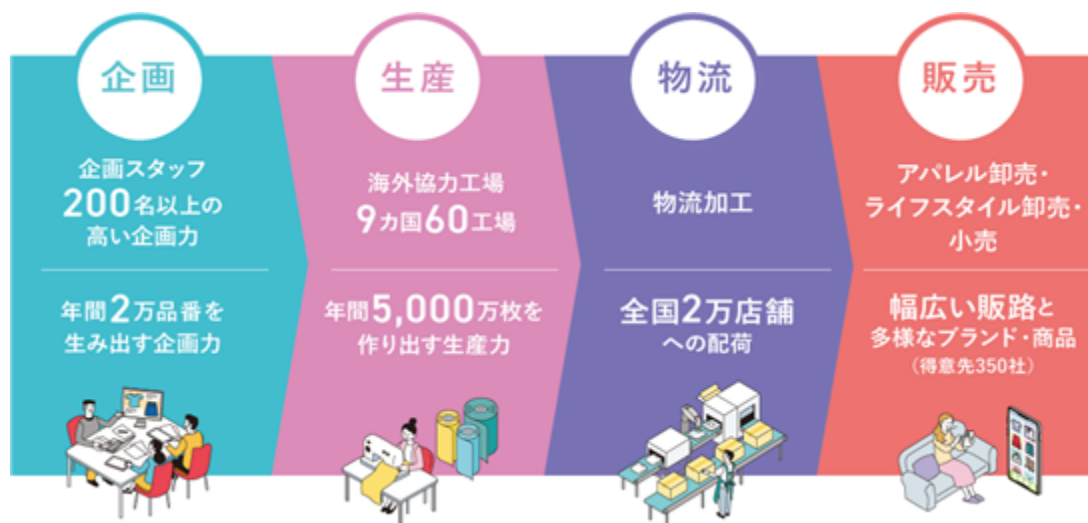 企画
企画スタッフ
200名以上の
高い企画力
年間2万品番を
生み出す企画力
生産
海外協力工場
9カ国60工場
年間5,000万枚を
作り出す生産力
物流
物流加工
全国2万店舗
への配荷
販売
アパレル卸売・
ライフスタイル卸売・
小売
幅広い販路と
多様なブランド・商品
（得意先350社）